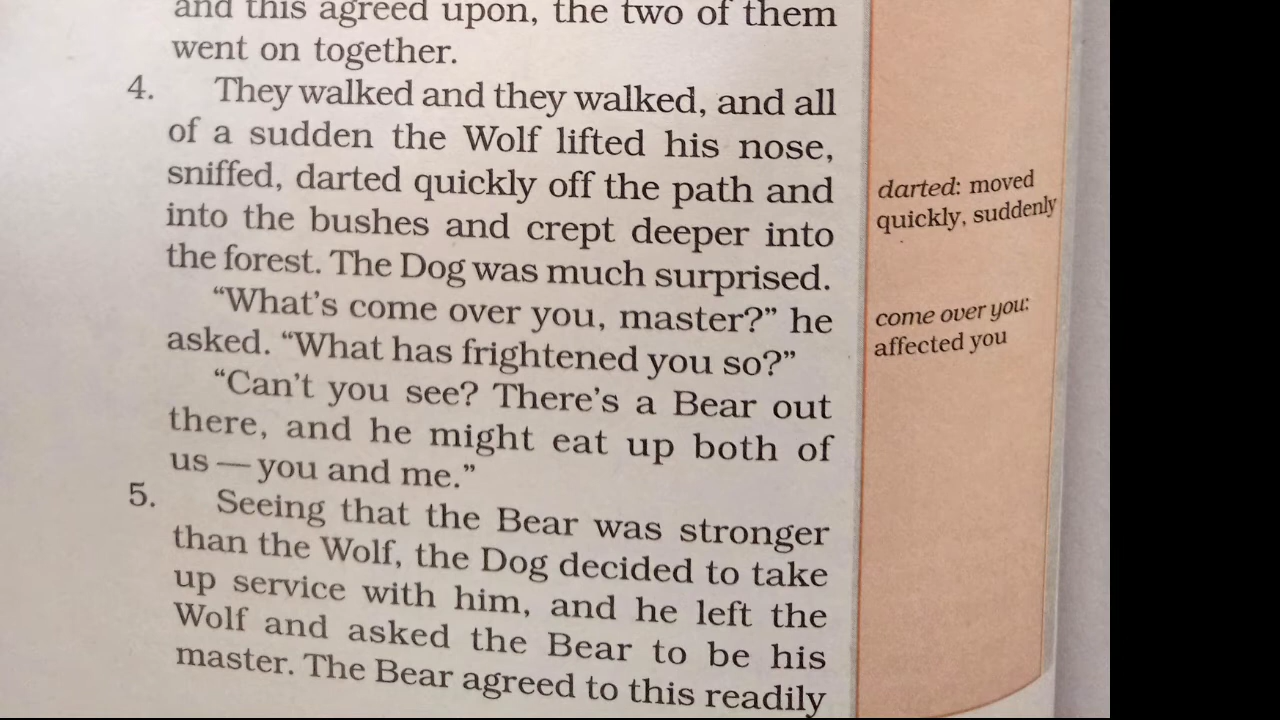 and this agreed upon, the two of them
went on together.
4. They walked and they walked, and all
of a sudden the Wolf lifted his nose,
sniffed, darted quickly off the path and
into the bushes and crept deeper into
the forest. The Dog was much surprised.
“What’s come over you, master?” he
asked. “What has frightened you so?”
“Can’t you see? There’s a Bear out
there, and he might eat up both of
us — you and me.”
5. Seeing that the Bear was stronger
than the Wolf, the Dog decided to take
up service with him, and he left the
Wolf and asked the Bear to be his
master. The Bear agreed to this readily
darted: moved
quickly, suddenly
come over you:
affected you